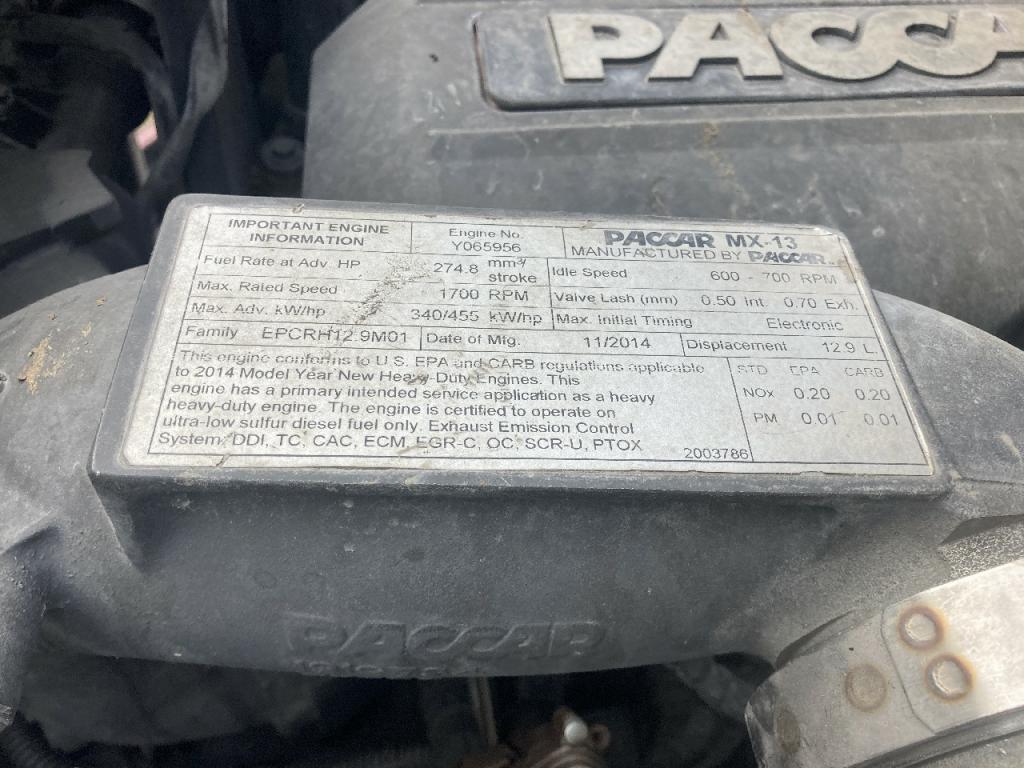 PACCA
IMPORTANT ENGINE
INFORMATION
Engine No.
Y065956
PACCAR MX-13
MANUFACTURED BY PACCAR
Fuel Rate at Adv. HP 274.8 mm³/
stroke
Idle Speed 600 - 700 RPM
Max. Rated Speed 1700 RPM
Valve Lash (mm) 0.50 Int. 0.70 Exh.
Max. Adv. kW/hp 340/455 kW/hp
Max. Initial Timing Electronic
Family EPCRH12.9M01
Date of Mfg. 11/2014
Displacement 12.9 L.
This engine conforms to U.S. EPA and CARB regulations applicable
to 2014 Model Year New Heavy-Duty Engines. This
engine has a primary intended service application as a heavy
heavy-duty engine. The engine is certified to operate on
ultra-low sulfur diesel fuel only. Exhaust Emission Control
System: DDI, TC, CAC, ECM, EGR-C, OC, SCR-U, PTOX
2003786
STD EPA CARB
NOx 0.20 0.20
PM 0.01 0.01
PACCAR